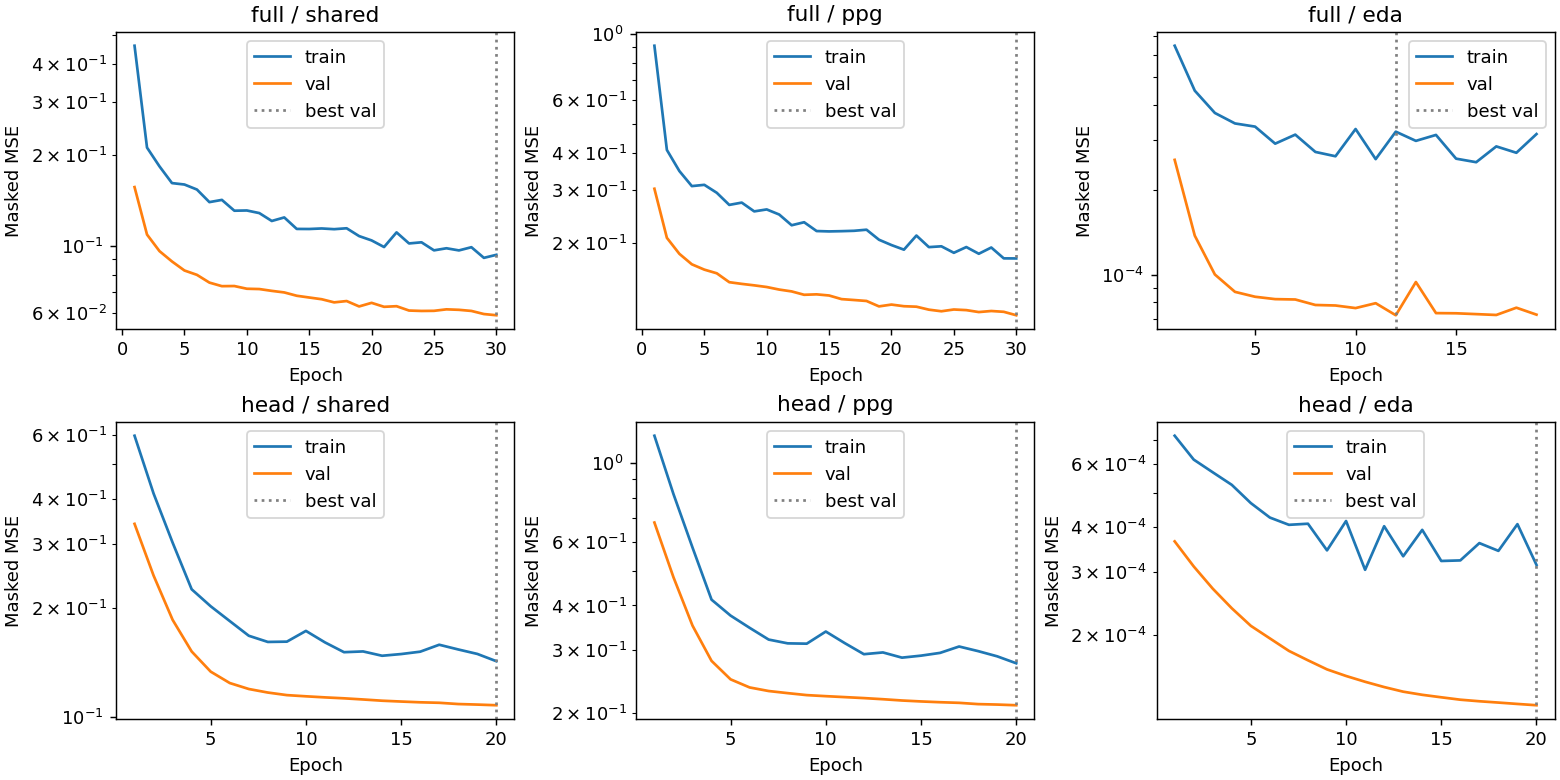 full / shared
full / ppg
full / eda
4 × 10⁻¹
3 × 10⁻¹
2 × 10⁻¹
10⁻¹
6 × 10⁻²
Masked MSE
train
val
best val
0 5 10 15 20 25 30
Epoch
10⁰
6 × 10⁻¹
4 × 10⁻¹
3 × 10⁻¹
2 × 10⁻¹
Masked MSE
train
val
best val
0 5 10 15 20 25 30
Epoch
10⁻⁴
Masked MSE
train
val
best val
5 10 15
Epoch
head / shared
head / ppg
head / eda
6 × 10⁻¹
4 × 10⁻¹
3 × 10⁻¹
2 × 10⁻¹
10⁻¹
Masked MSE
train
val
best val
5 10 15 20
Epoch
10⁰
6 × 10⁻¹
4 × 10⁻¹
3 × 10⁻¹
2 × 10⁻¹
Masked MSE
train
val
best val
5 10 15 20
Epoch
6 × 10⁻⁴
4 × 10⁻⁴
3 × 10⁻⁴
2 × 10⁻⁴
Masked MSE
train
val
best val
5 10 15 20
Epoch